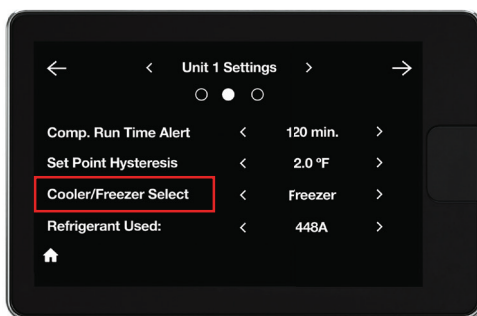 Unit 1 Settings
Comp. Run Time Alert < 120 min. >
Set Point Hysteresis < 2.0 ºF >
Cooler/Freezer Select < Freezer >
Refrigerant Used: < 448A >